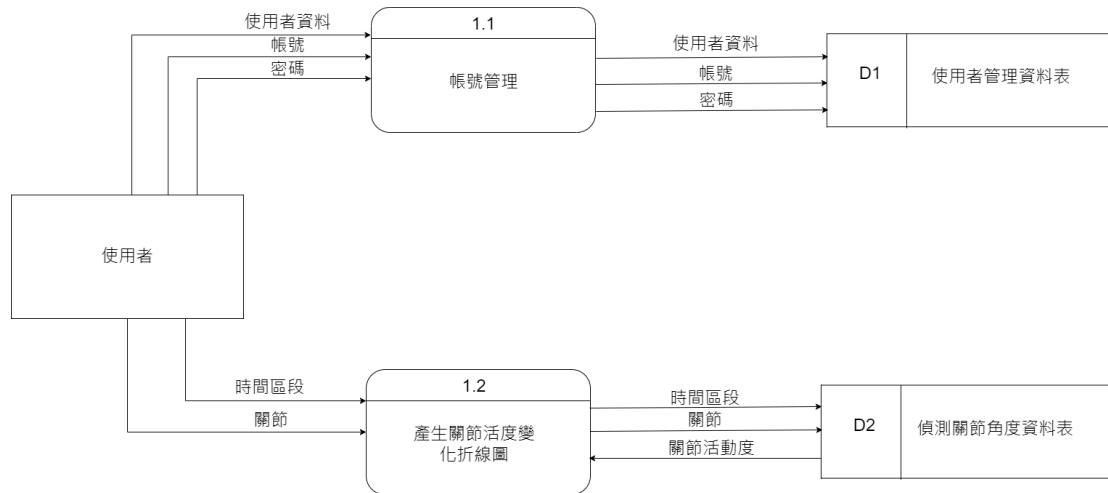 使用者資料
帳號
密碼
1.1
帳號管理
使用者資料
帳號
密碼
D1
使用者管理資料表
使用者
時間區段
關節
1.2
產生關節活度變
化折線圖
時間區段
關節
關節活動度
D2
偵測關節角度資料表